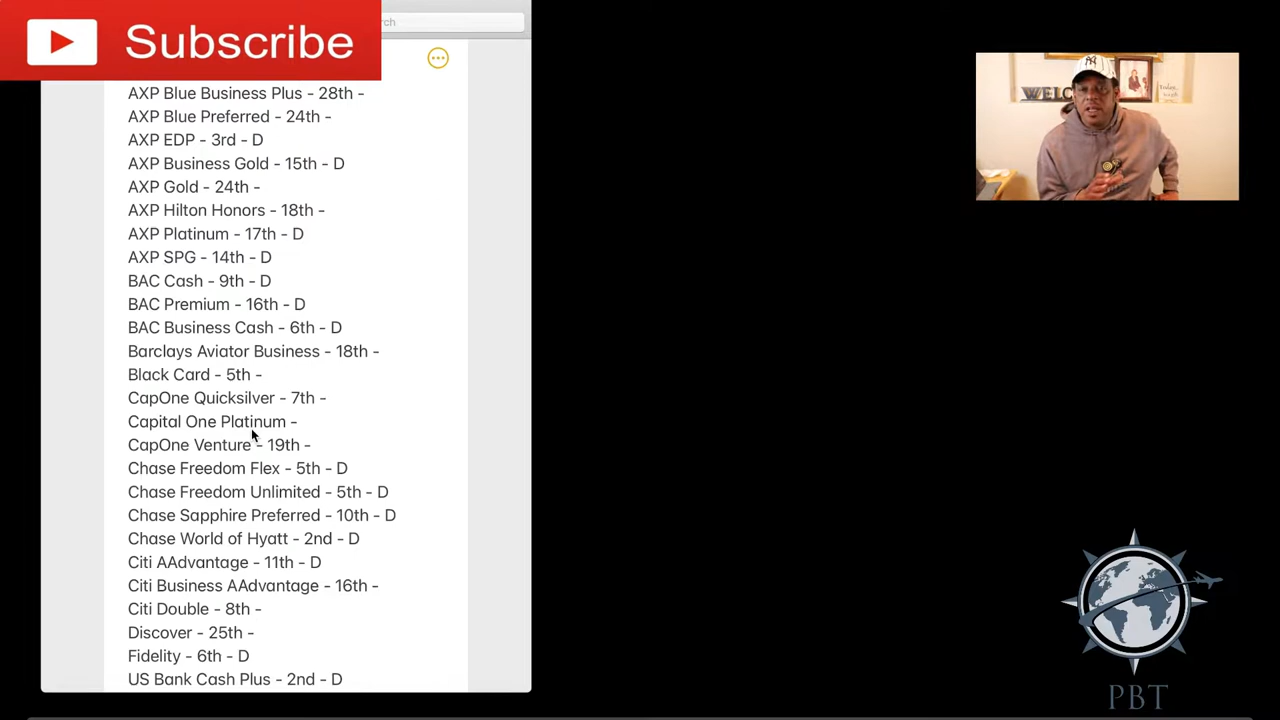 Subscribe
rch
AXP Blue Business Plus - 28th -
AXP Blue Preferred - 24th -
AXP EDP - 3rd - D
AXP Business Gold - 15th - D
AXP Gold - 24th -
AXP Hilton Honors - 18th -
AXP Platinum - 17th - D
AXP SPG - 14th - D
BAC Cash - 9th - D
BAC Premium - 16th - D
BAC Business Cash - 6th - D
Barclays Aviator Business - 18th -
Black Card - 5th -
CapOne Quicksilver - 7th -
Capital One Platinum -
CapOne Venture - 19th -
Chase Freedom Flex - 5th - D
Chase Freedom Unlimited - 5th - D
Chase Sapphire Preferred - 10th - D
Chase World of Hyatt - 2nd - D
Citi AAdvantage - 11th - D
Citi Business AAdvantage - 16th -
Citi Double - 8th -
Discover - 25th -
Fidelity - 6th - D
US Bank Cash Plus - 2nd - D
WELC
PBT